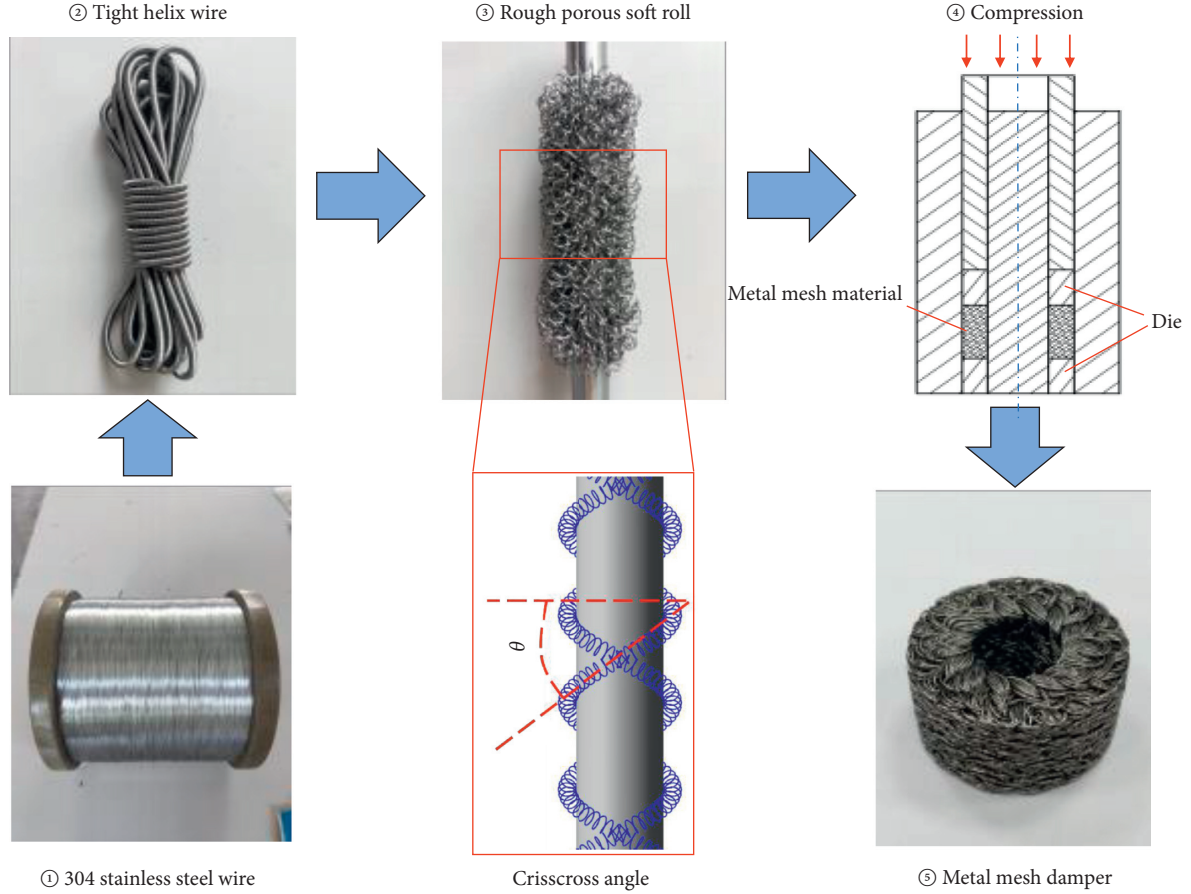 ② Tight helix wire
③ Rough porous soft roll
④ Compression
Metal mesh material
Die
θ
① 304 stainless steel wire
Crisscross angle
⑤ Metal mesh damper